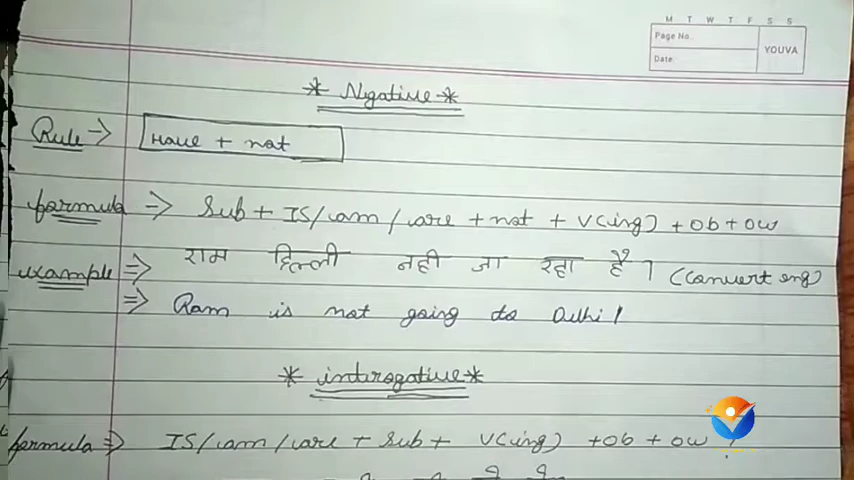 M T W T F S S
Page No.
YOUVA
Date
* Negative *
Rule → Have + not
formula ⇒ Sub + IS/am/are + not + V(ing) + ob + ow
example ⇒ राम दिल्ली नही जा रहा है । (Convert eng)
⇒ Ram is not going to Delhi |
* interogative *
formula ⇒ IS/am/are + Sub + V(ing) + ob + ow ?